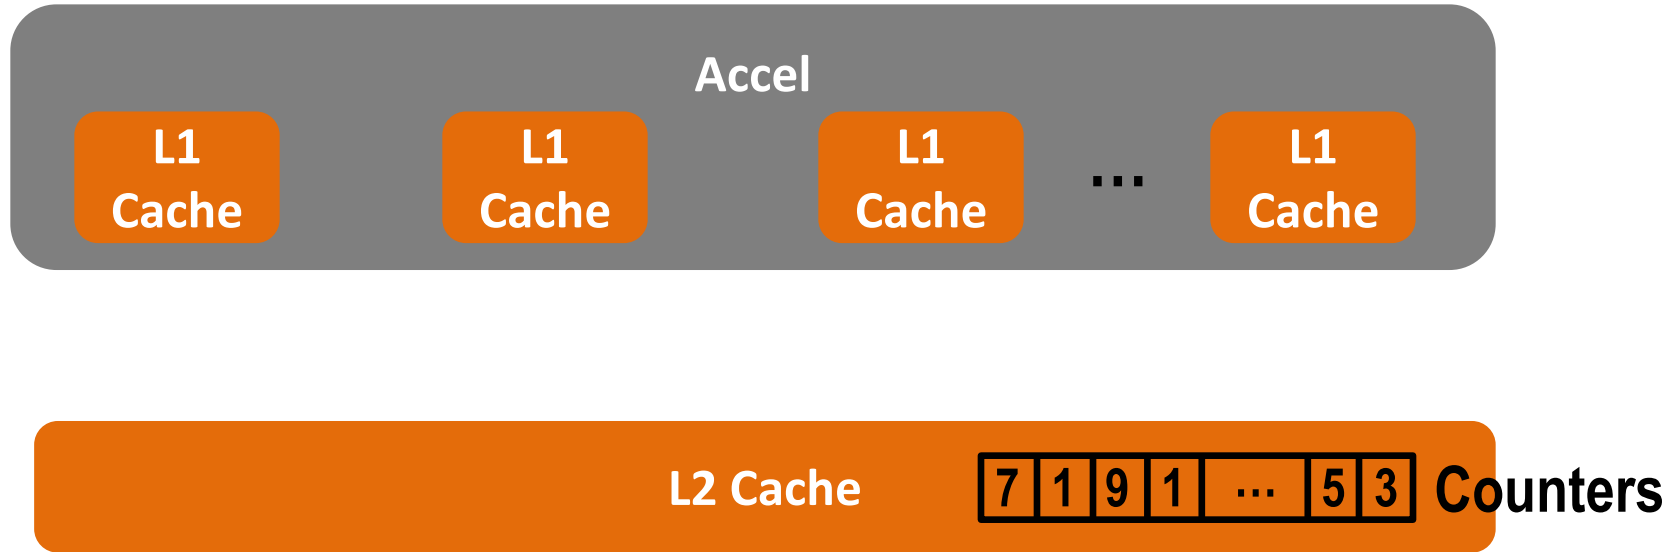 Accel
L1
Cache
L1
Cache
L1
Cache
...
L1
Cache
L2 Cache
7 1 9 1 ... 5 3
Counters